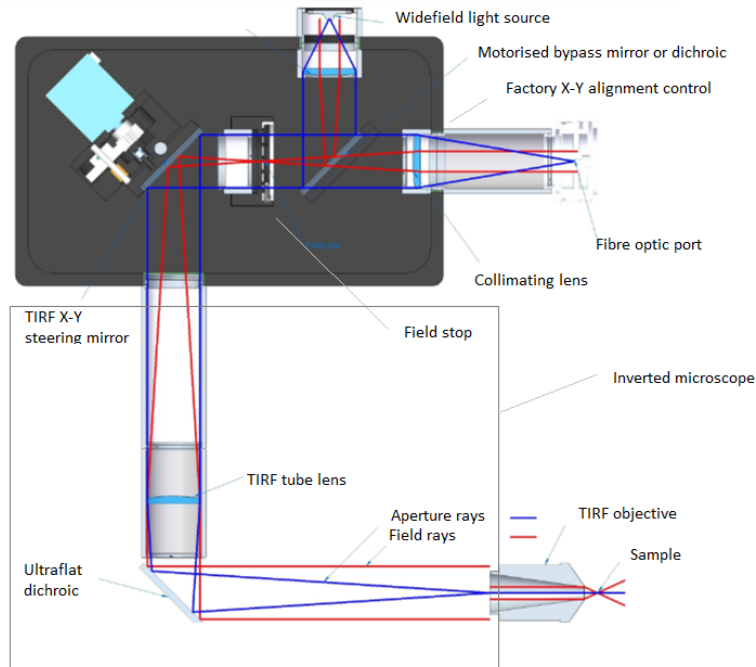 Widefield light source
Motorised bypass mirror or dichroic
Factory X-Y alignment control
Fibre optic port
Collimating lens
TIRF X-Y
steering mirror
Field stop
Inverted microscope
TIRF tube lens
Aperture rays
Field rays
TIRF objective
Sample
Ultraflat
dichroic